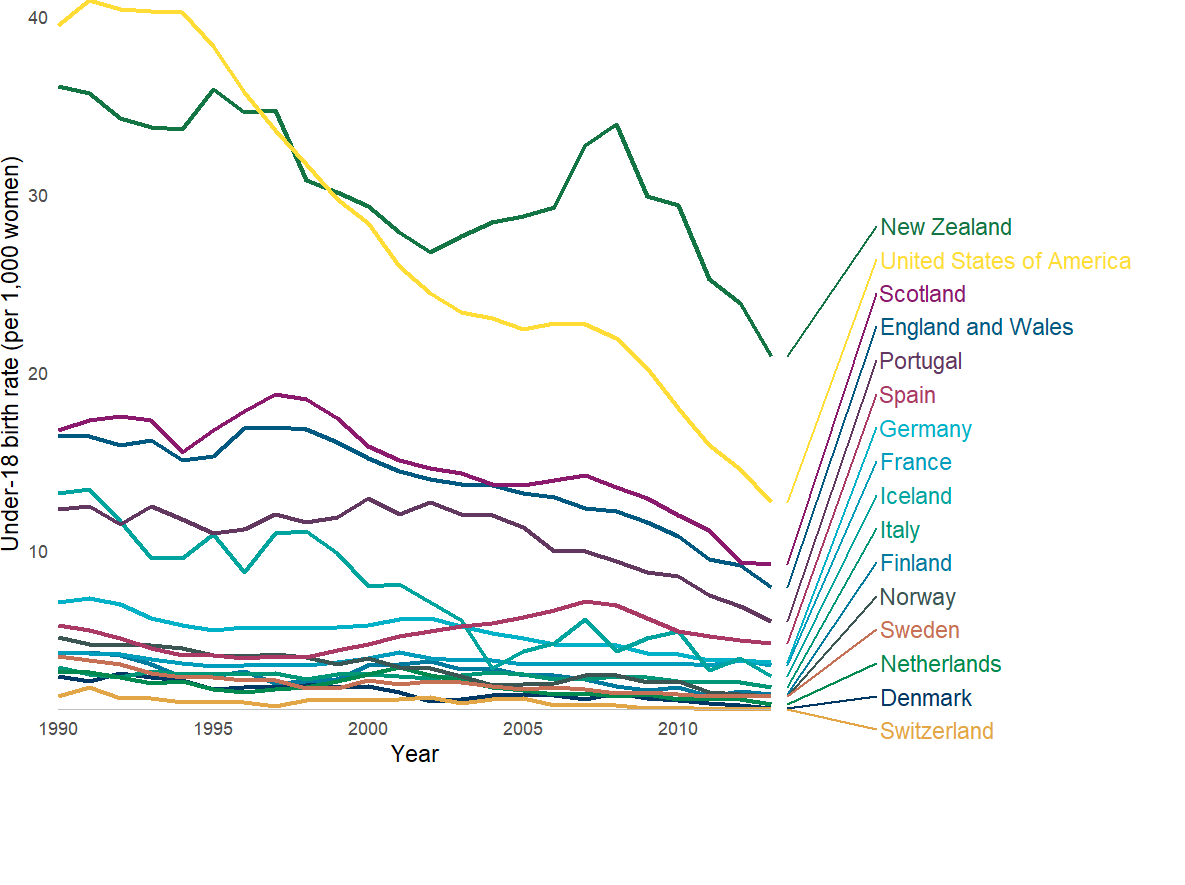 40
30
20
10
Under-18 birth rate (per 1,000 women)
1990 1995 2000 2005 2010
Year
New Zealand
United States of America
Scotland
England and Wales
Portugal
Spain
Germany
France
Iceland
Italy
Finland
Norway
Sweden
Netherlands
Denmark
Switzerland